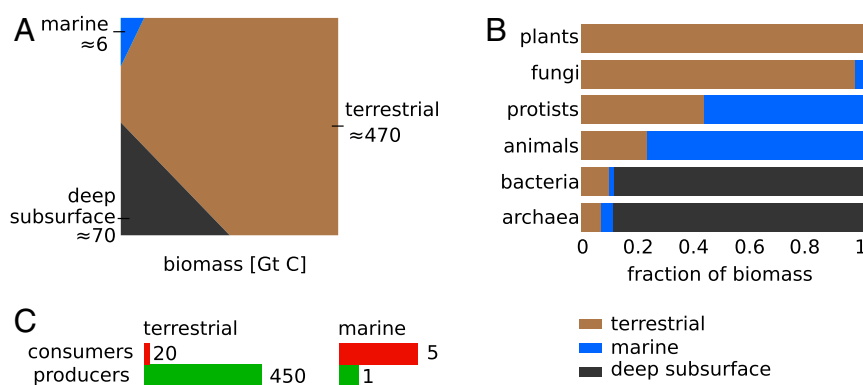 A
marine
≈6
terrestrial
≈470
deep
subsurface
≈70
biomass [Gt C]
B
plants
fungi
protists
animals
bacteria
archaea
0 0.2 0.4 0.6 0.8 1
fraction of biomass
terrestrial
marine
deep subsurface
C
terrestrial marine
consumers 20 5
producers 450 1